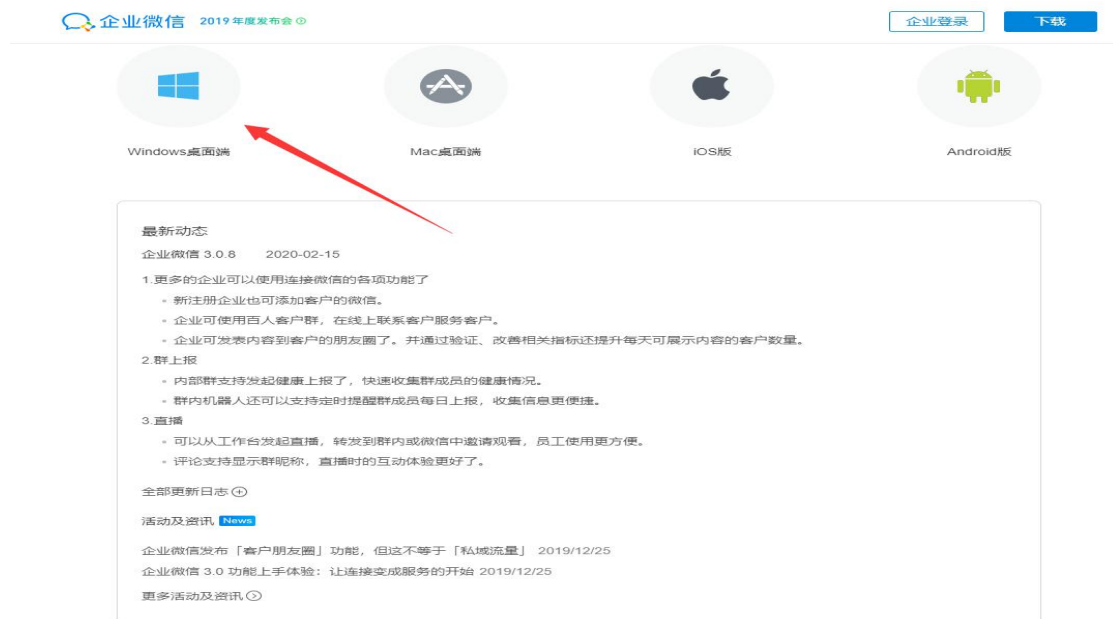 企业微信 2019年度发布会
企业登录 下载
Windows桌面端 Mac桌面端 iOS版 Android版
最新动态
企业微信 3.0.8 2020-02-15
1.更多的企业可以使用连接微信的各项功能了
◦ 新注册企业也可添加客户的微信。
◦ 企业可使用百人客户群，在线上联系客户服务客户。
◦ 企业可发表内容到客户的朋友圈了。并通过验证、改善相关指标还提升每天可展示内容的客户数量。
2.群上报
◦ 内部群支持发起健康上报了，快速收集群成员的健康情况。
◦ 群内机器人还可以支持定时提醒群成员每日上报，收集信息更便捷。
3.直播
◦ 可以从工作台发起直播，转发到群内或微信中邀请观看，员工使用更方便。
◦ 评论支持显示群昵称，直播时的互动体验更好了。
全部更新日志
活动及资讯 News
企业微信发布「客户朋友圈」功能，但这不等于「私域流量」 2019/12/25
企业微信 3.0 功能上手体验：让连接变成服务的开始 2019/12/25
更多活动及资讯